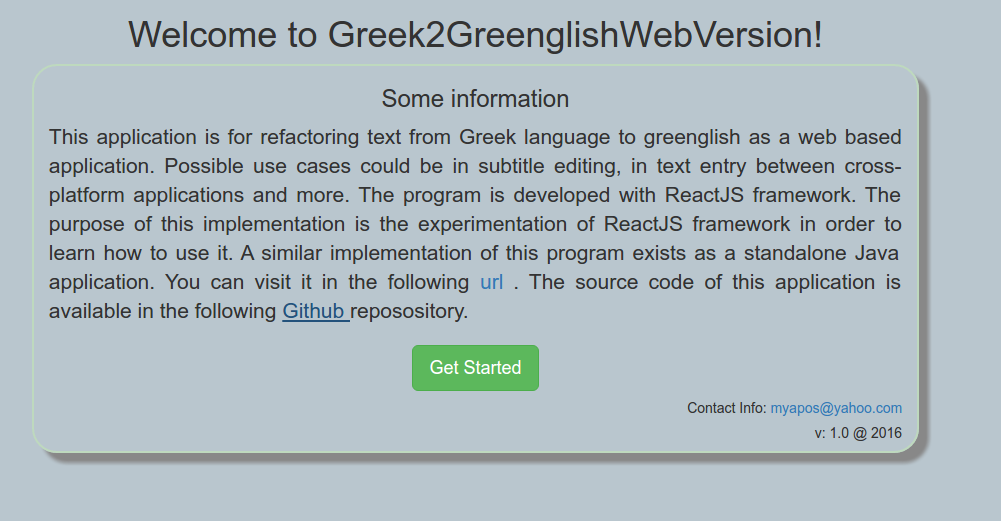 Welcome to Greek2GreenglishWebVersion!
Some information
This application is for refactoring text from Greek language to greenglish as a web based
application. Possible use cases could be in subtitle editing, in text entry between cross-
platform applications and more. The program is developed with ReactJS framework. The
purpose of this implementation is the experimentation of ReactJS framework in order to
learn how to use it. A similar implementation of this program exists as a standalone Java
application. You can visit it in the following url . The source code of this application is
available in the following Github reposository.
Get Started
Contact Info: myapos@yahoo.com
v: 1.0 @ 2016